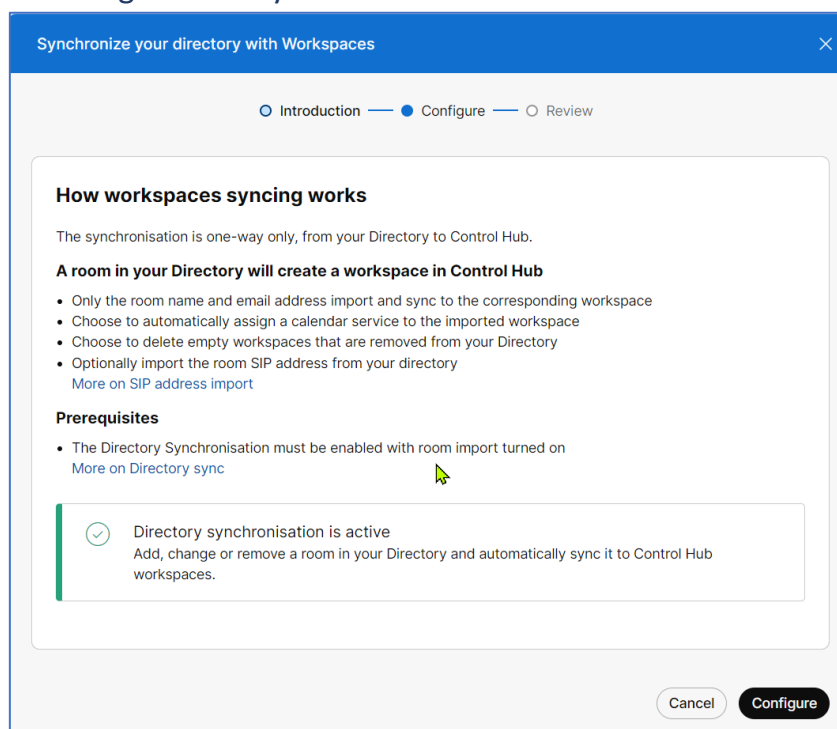 Synchronize your directory with Workspaces
Introduction
Configure
Review
How workspaces syncing works
The synchronisation is one-way only, from your Directory to Control Hub.
A room in your Directory will create a workspace in Control Hub
• Only the room name and email address import and sync to the corresponding workspace
• Choose to automatically assign a calendar service to the imported workspace
• Choose to delete empty workspaces that are removed from your Directory
• Optionally import the room SIP address from your directory
More on SIP address import
Prerequisites
• The Directory Synchronisation must be enabled with room import turned on
More on Directory sync
Directory synchronisation is active
Add, change or remove a room in your Directory and automatically sync it to Control Hub
workspaces.
Cancel
Configure